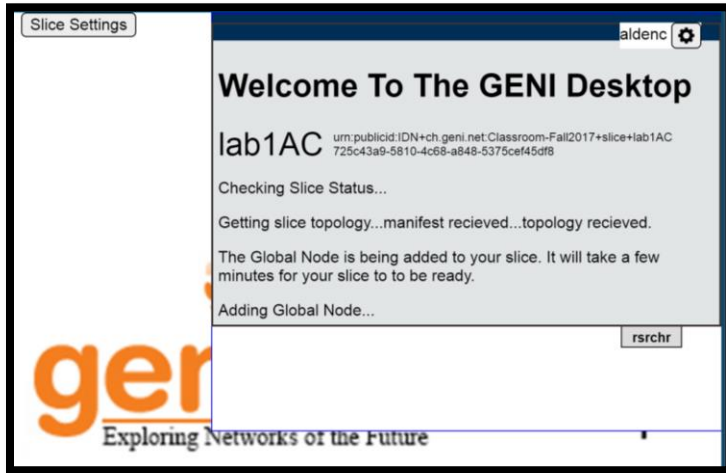 Slice Settings
aldenc
Welcome To The GENI Desktop
lab1AC
urn:publicid:IDN+ch.geni.net:Classroom-Fall2017+slice+lab1AC
725c43a9-5810-4c68-a848-5375cef45df8
Checking Slice Status...
Getting slice topology...manifest recieved...topology recieved.
The Global Node is being added to your slice. It will take a few
minutes for your slice to to be ready.
Adding Global Node...
rsrchr
gen
Exploring Networks of the Future